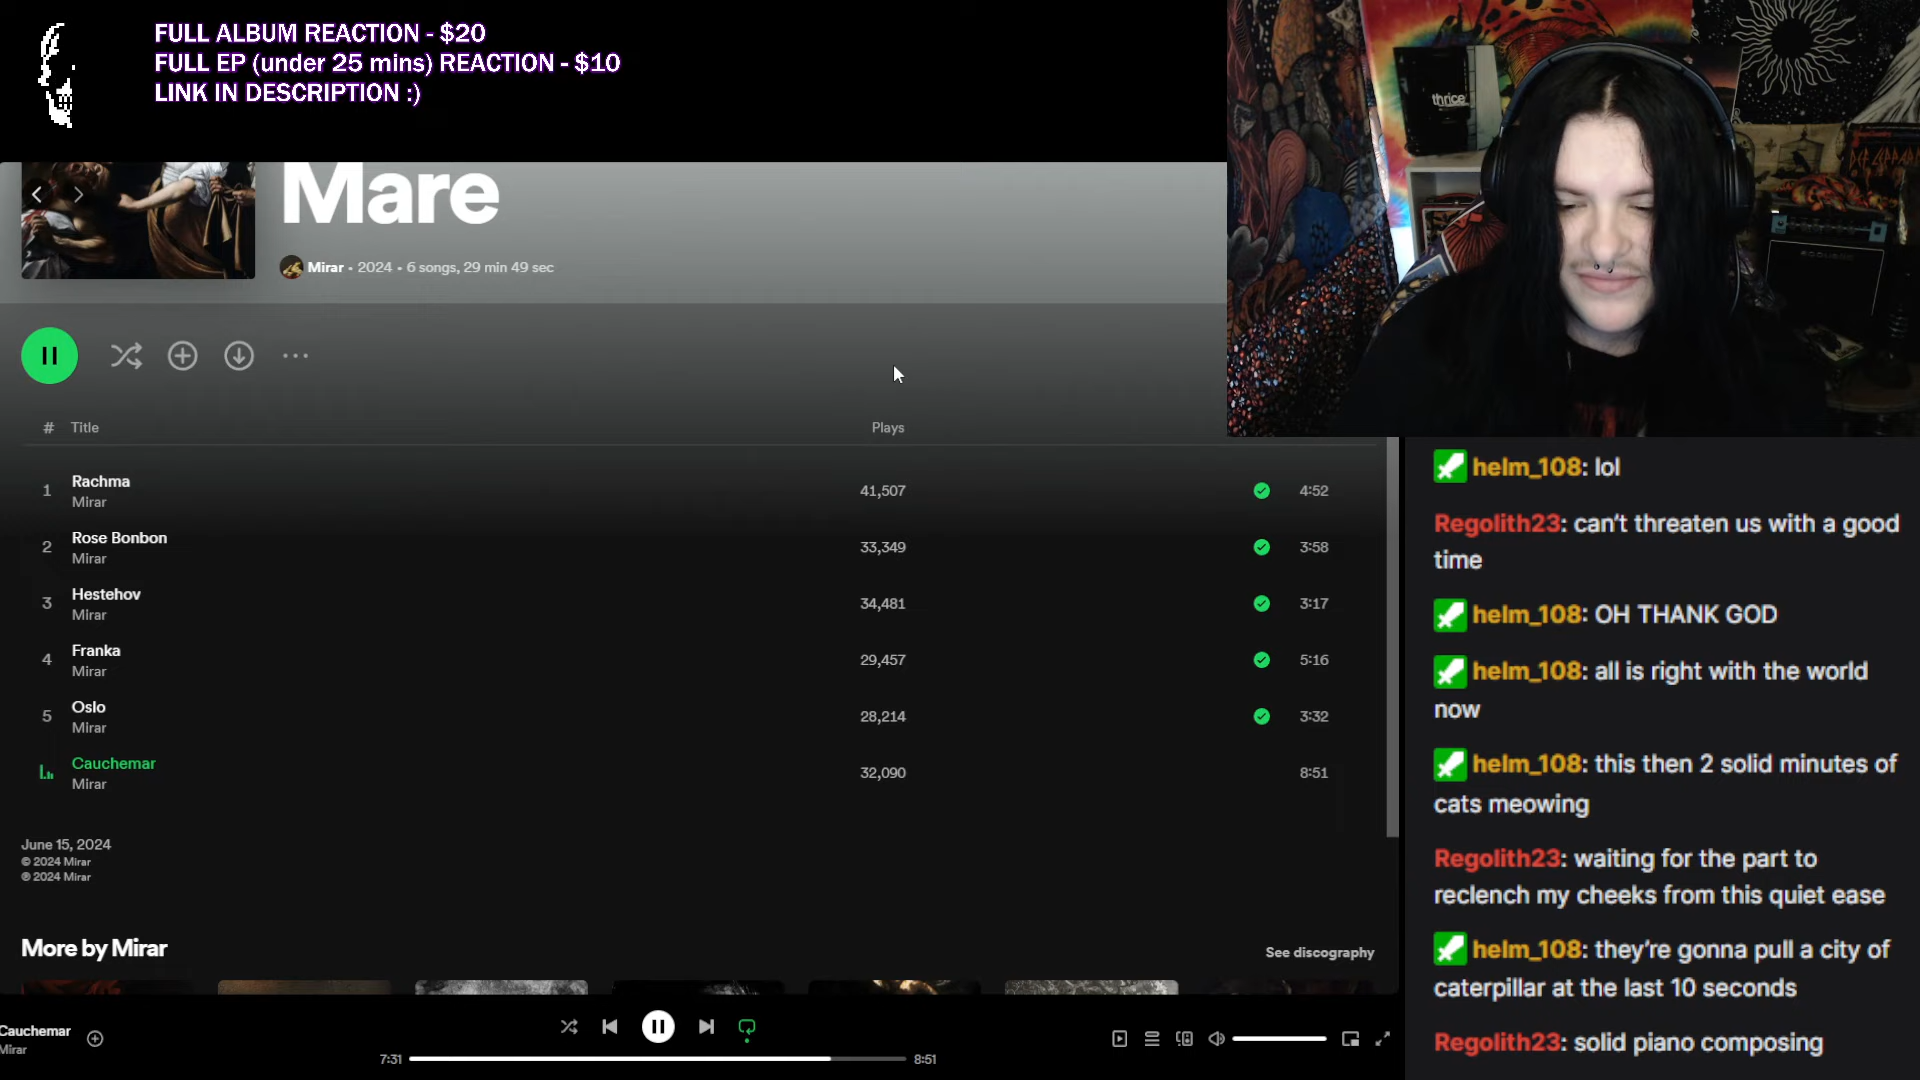 FULL ALBUM REACTION - $20
FULL EP (under 25 mins) REACTION - $10
LINK IN DESCRIPTION :)
thrice
DEF LEPPARD
Mare
Mirar • 2024 • 6 songs, 29 min 49 sec
# Title Plays
1 Rachma 41,507 4:52
Mirar
2 Rose Bonbon 33,349 3:58
Mirar
3 Hestehov 34,481 3:17
Mirar
4 Franka 29,457 5:16
Mirar
5 Oslo 28,214 3:32
Mirar
Cauchemar 32,090 8:51
Mirar
June 15, 2024
© 2024 Mirar
℗ 2024 Mirar
More by Mirar See discography
Cauchemar
Mirar
7:31 8:51
helm_108: lol
Regolith23: can't threaten us with a good
time
helm_108: OH THANK GOD
helm_108: all is right with the world
now
helm_108: this then 2 solid minutes of
cats meowing
Regolith23: waiting for the part to
reclench my cheeks from this quiet ease
helm_108: they're gonna pull a city of
caterpillar at the last 10 seconds
Regolith23: solid piano composing